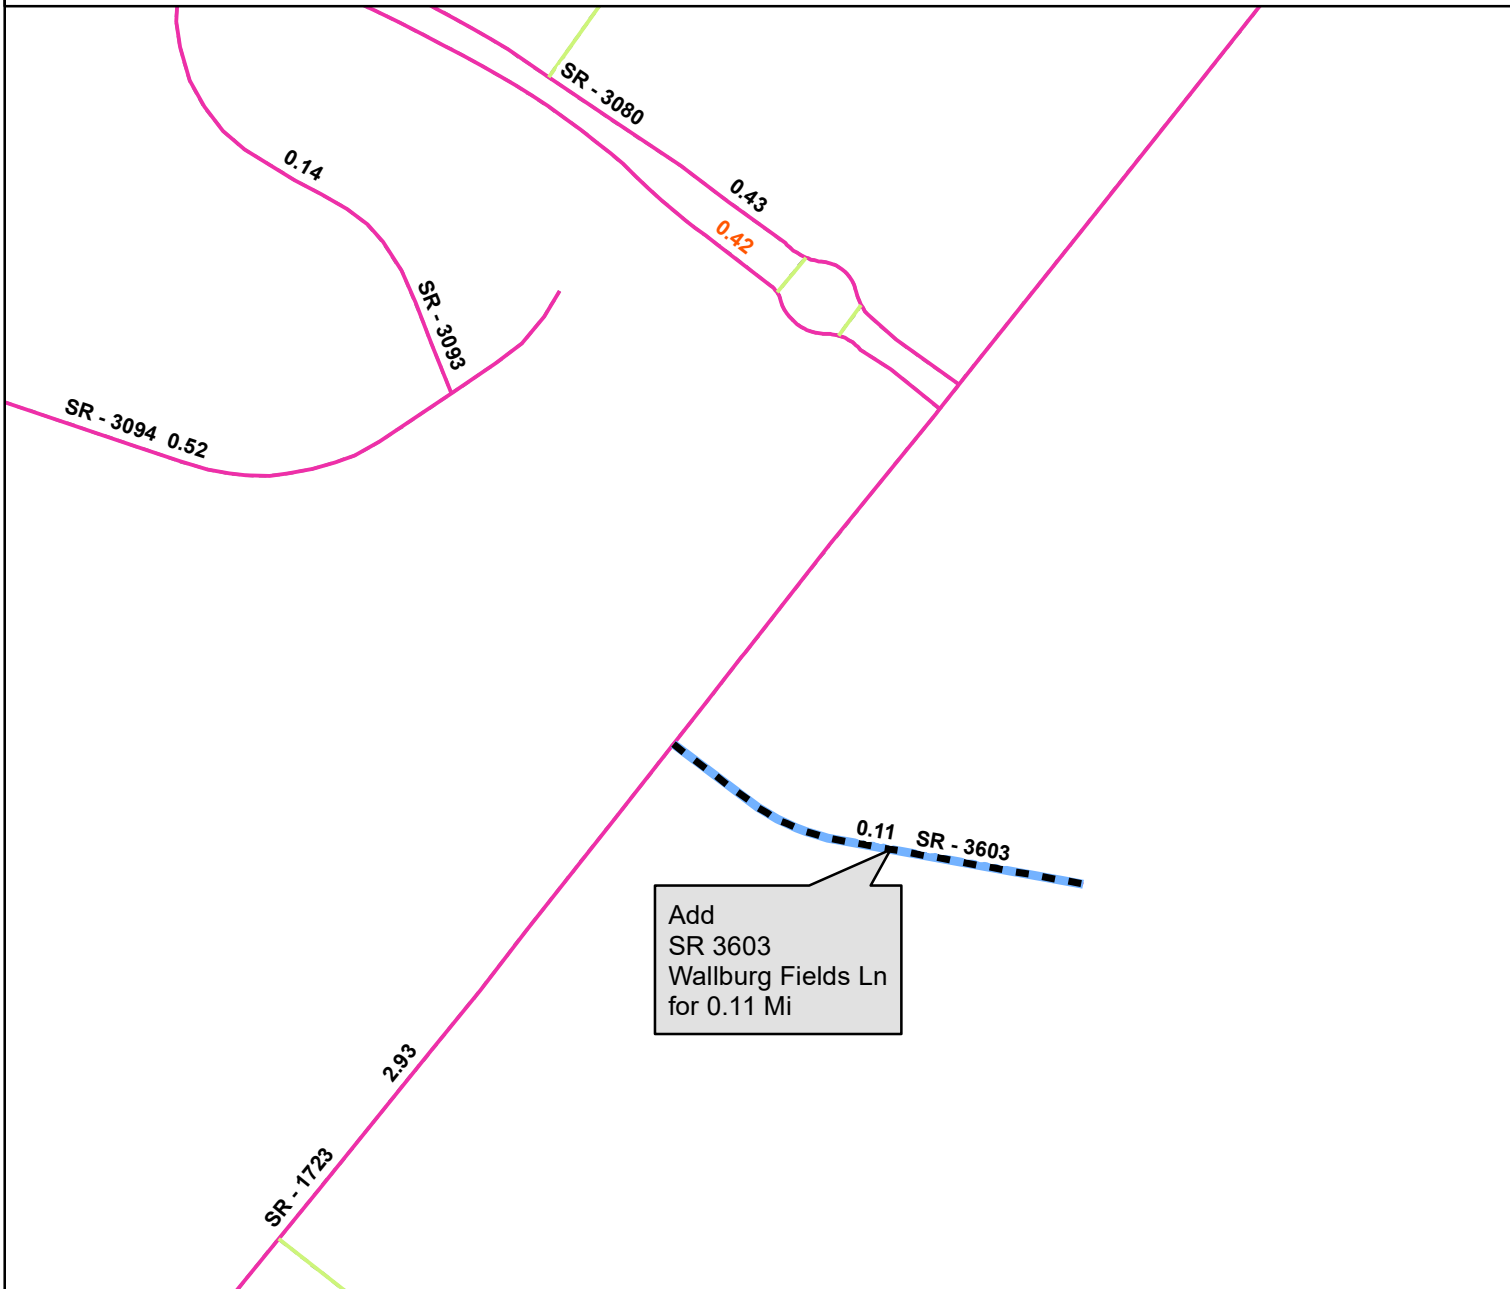 SR - 3080
0.14
0.43
0.42
SR - 3093
SR - 3094 0.52
0.11 SR - 3603
Add
SR 3603
Wallburg Fields Ln
for 0.11 Mi
2.93
SR - 1723